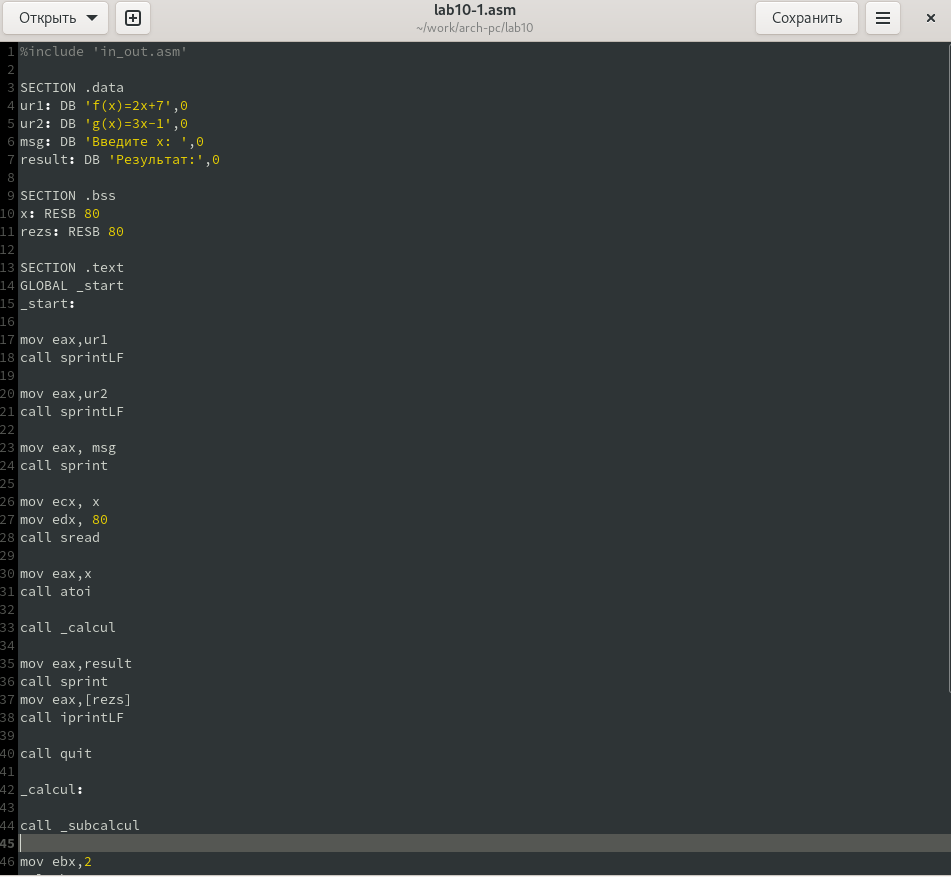 Открыть
lab10-1.asm
~/work/arch-pc/lab10
Сохранить
1 %include 'in_out.asm'
2
3 SECTION .data
4 ur1: DB 'f(x)=2x+7',0
5 ur2: DB 'g(x)=3x-1',0
6 msg: DB 'Введите x: ',0
7 result: DB 'Результат:',0
8
9 SECTION .bss
10 x: RESB 80
11 rezs: RESB 80
12
13 SECTION .text
14 GLOBAL _start
15 _start:
16
17 mov eax,ur1
18 call sprintLF
19
20 mov eax,ur2
21 call sprintLF
22
23 mov eax, msg
24 call sprint
25
26 mov ecx, x
27 mov edx, 80
28 call sread
29
30 mov eax,x
31 call atoi
32
33 call _calcul
34
35 mov eax,result
36 call sprint
37 mov eax,[rezs]
38 call iprintLF
39
40 call quit
41
42 _calcul:
43
44 call _subcalcul
45
46 mov ebx,2